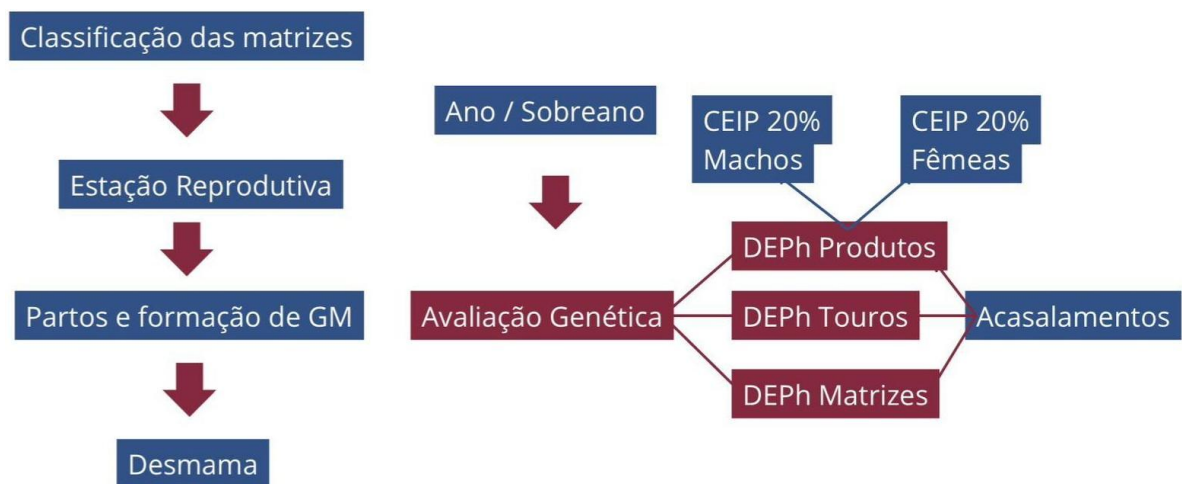 Classificação das matrizes
Estação Reprodutiva
Partos e formação de GM
Desmama
Ano / Sobreano
Avaliação Genética
CEIP 20%
Machos
CEIP 20%
Fêmeas
DEPh Produtos
DEPh Touros
DEPh Matrizes
Acasalamentos